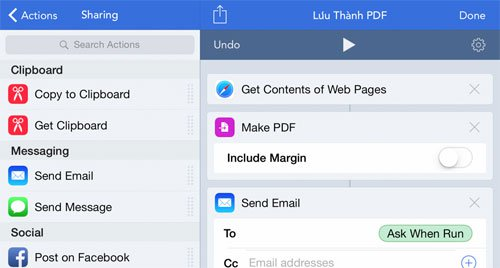 Actions
Sharing
Search Actions
Clipboard
Copy to Clipboard
Get Clipboard
Messaging
Send Email
Send Message
Social
Post on Facebook
Lưu Thành PDF
Done
Undo
Get Contents of Web Pages
Make PDF
Include Margin
Send Email
To
Ask When Run
Cc
Email addresses